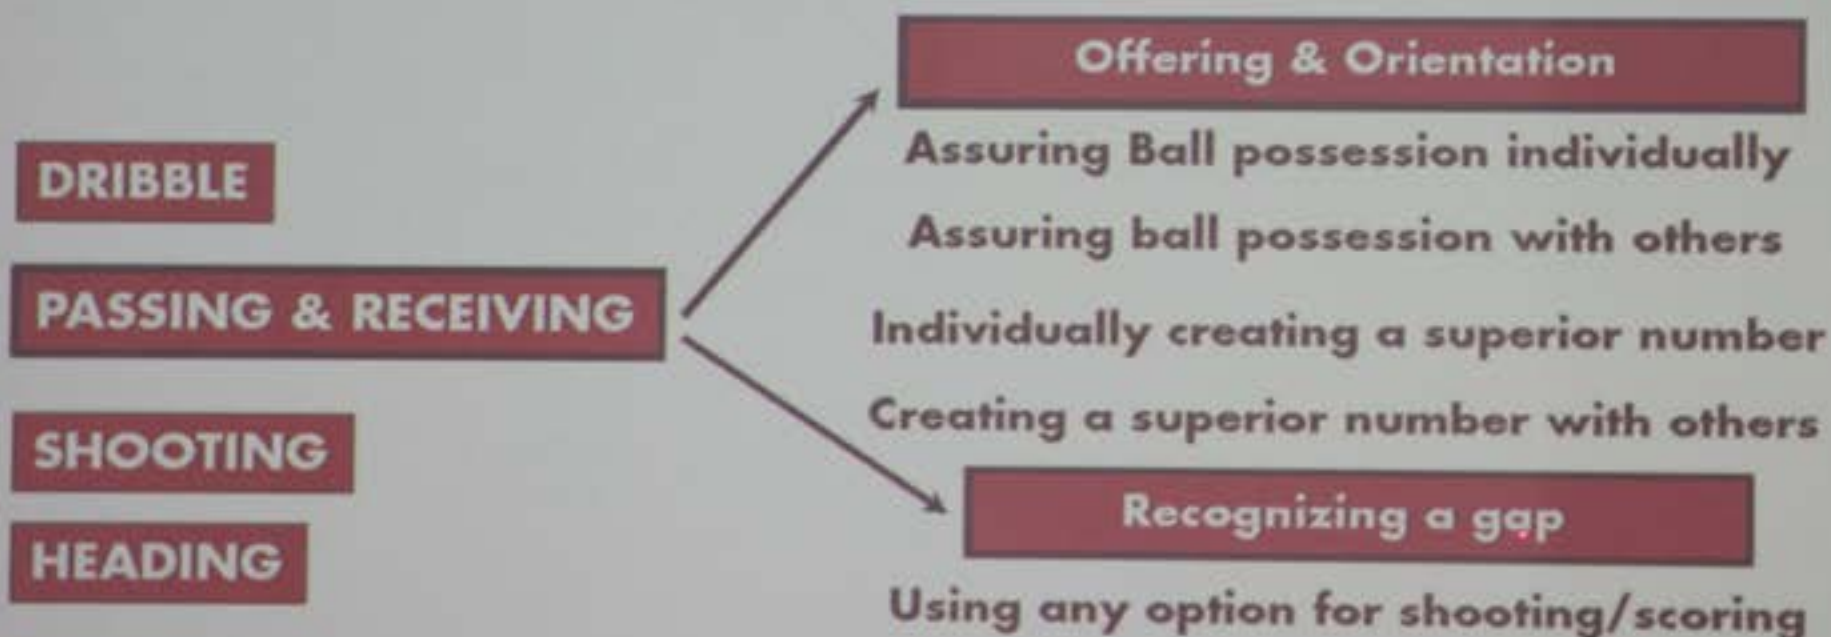 DRIBBLE
PASSING & RECEIVING
SHOOTING
HEADING
Offering & Orientation
Assuring Ball possession individually
Assuring ball possession with others
Individually creating a superior number
Creating a superior number with others
Recognizing a gap
Using any option for shooting/scoring